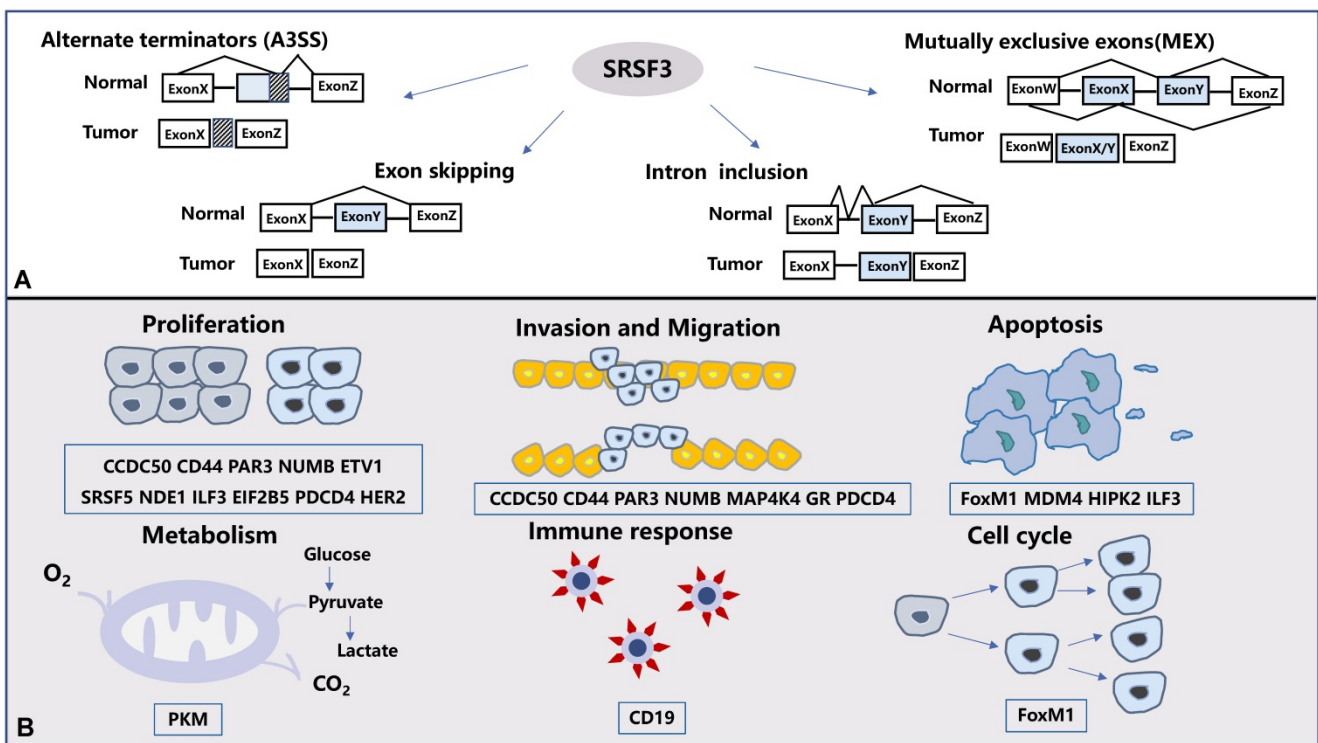 Alternate terminators (A3SS)
Normal
ExonX
ExonZ
Tumor
ExonX
ExonZ
SRSF3
Mutually exclusive exons(MEX)
Normal
ExonW
ExonX
ExonY
ExonZ
Tumor
ExonW
ExonX/Y
ExonZ
Exon skipping
Normal
ExonX
ExonY
ExonZ
Tumor
ExonX
ExonZ
Intron inclusion
Normal
ExonX
ExonY
ExonZ
Tumor
ExonX
ExonY
ExonZ
A
Proliferation
CCDC50 CD44 PAR3 NUMB ETV1
SRSF5 NDE1 ILF3 EIF2B5 PDCD4 HER2
Invasion and Migration
CCDC50 CD44 PAR3 NUMB MAP4K4 GR PDCD4
Apoptosis
FoxM1 MDM4 HIPK2 ILF3
Metabolism
O2
Glucose
Pyruvate
Lactate
CO2
PKM
Immune response
CD19
Cell cycle
FoxM1
B